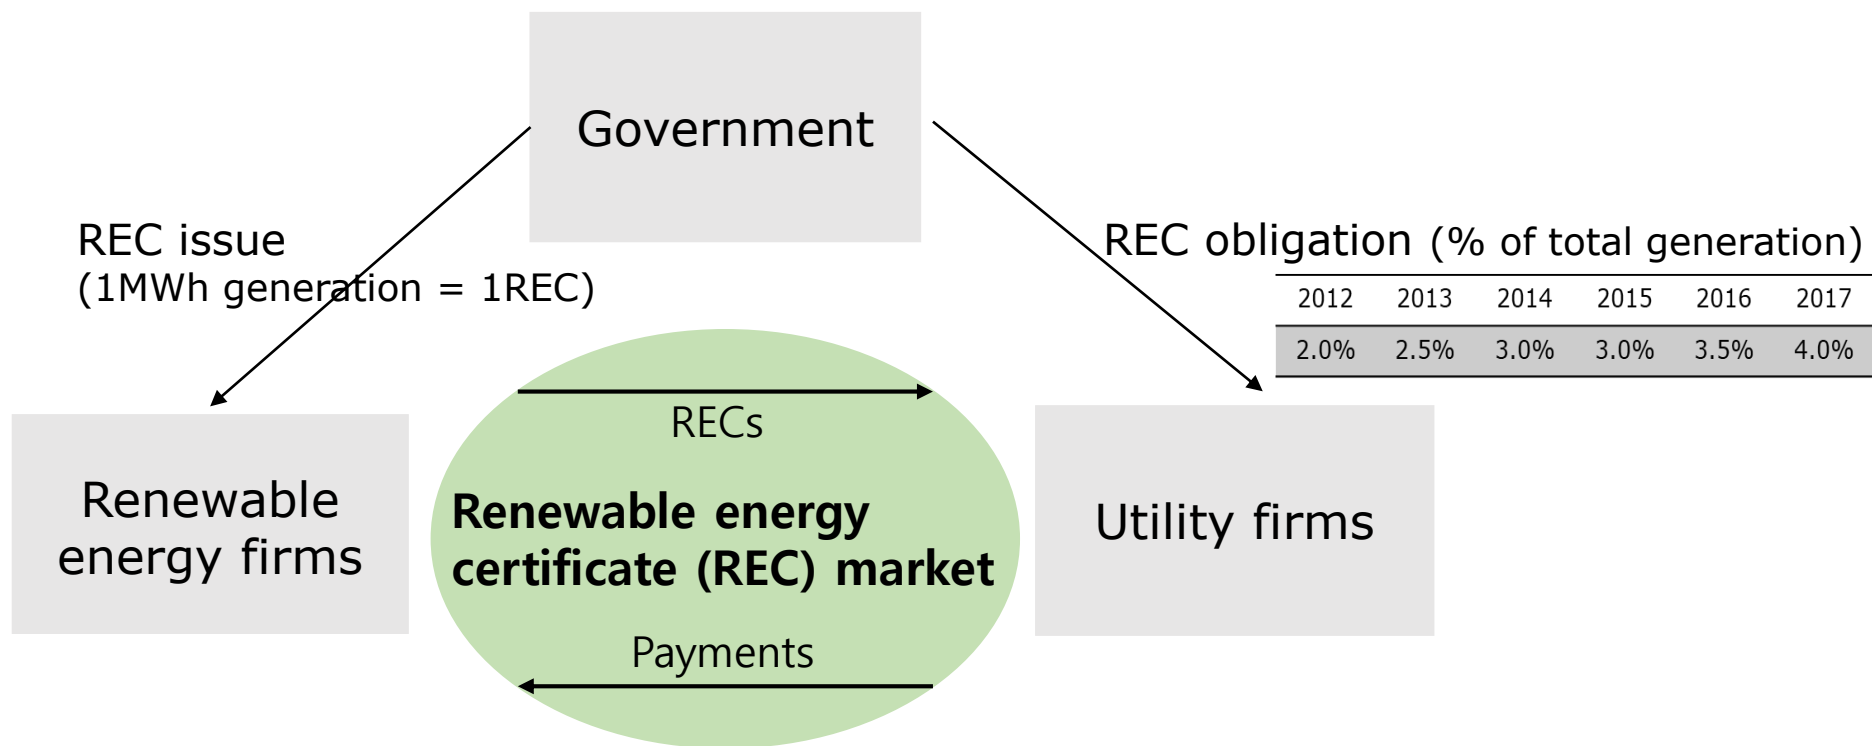 Government
REC issue
(1MWh generation = 1REC)
REC obligation (% of total generation)
2012 2013 2014 2015 2016 2017
2.0% 2.5% 3.0% 3.0% 3.5% 4.0%
Renewable
energy firms
RECs
Renewable energy
certificate (REC) market
Payments
Utility firms